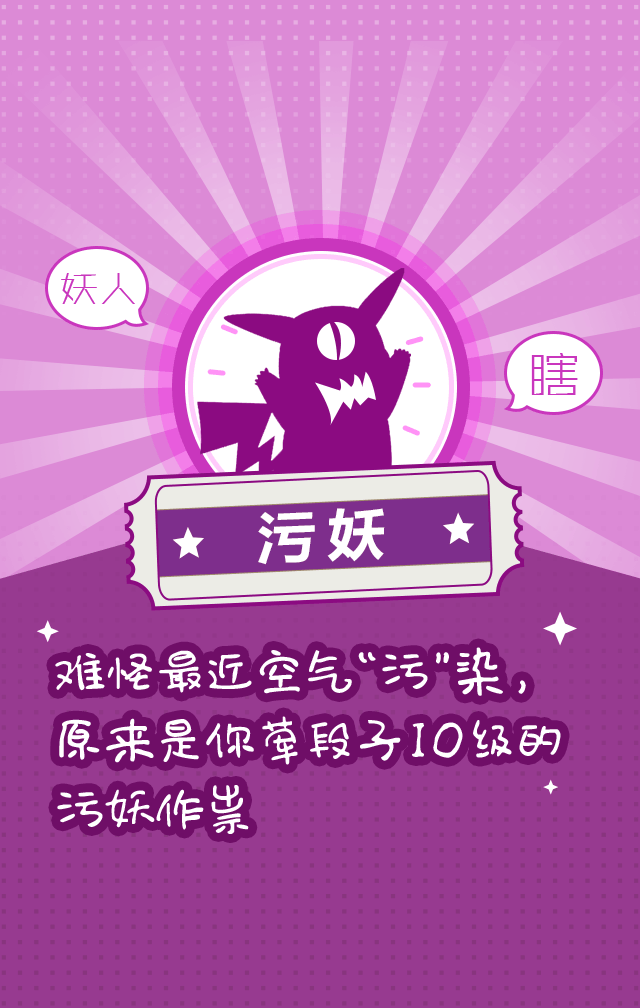 妖人
瞎
污妖
难怪最近空气“污”染，
原来是你荤段子10级的
污妖作祟